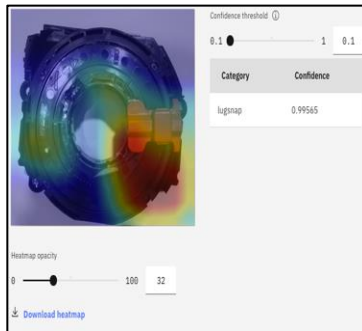 Confidence threshold
0.1 1 0.1
Category Confidence
lugsnap 0.99565
Heatmap opacity
0 100 32
Download heatmap